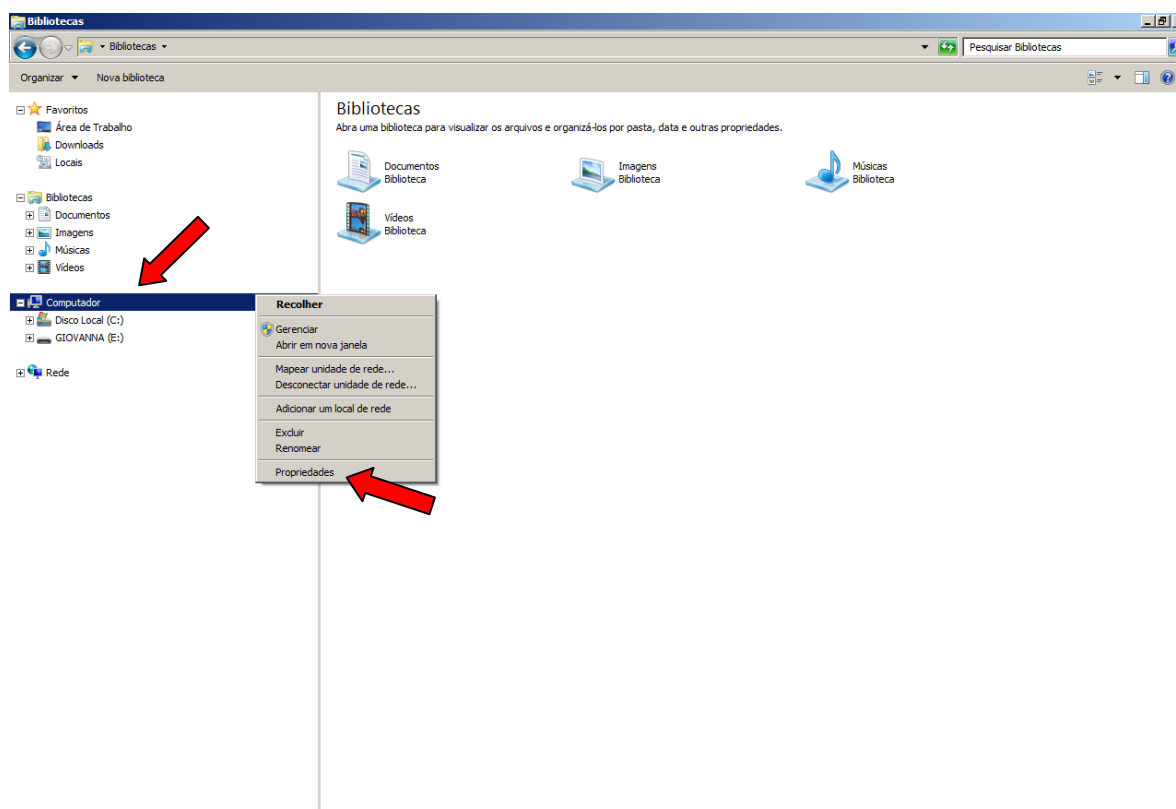 Bibliotecas
Bibliotecas
Pesquisar Bibliotecas
Organizar
Nova biblioteca
Favoritos
Área de Trabalho
Downloads
Locais
Bibliotecas
Documentos
Imagens
Músicas
Vídeos
Computador
Disco Local (C:)
GIOVANNA (E:)
Rede
Bibliotecas
Abra uma biblioteca para visualizar os arquivos e organizá-los por pasta, data e outras propriedades.
Documentos
Biblioteca
Imagens
Biblioteca
Músicas
Biblioteca
Vídeos
Biblioteca
Recolher
Gerenciar
Abrir em nova janela
Mapear unidade de rede...
Desconectar unidade de rede...
Adicionar um local de rede
Excluir
Renomear
Propriedades